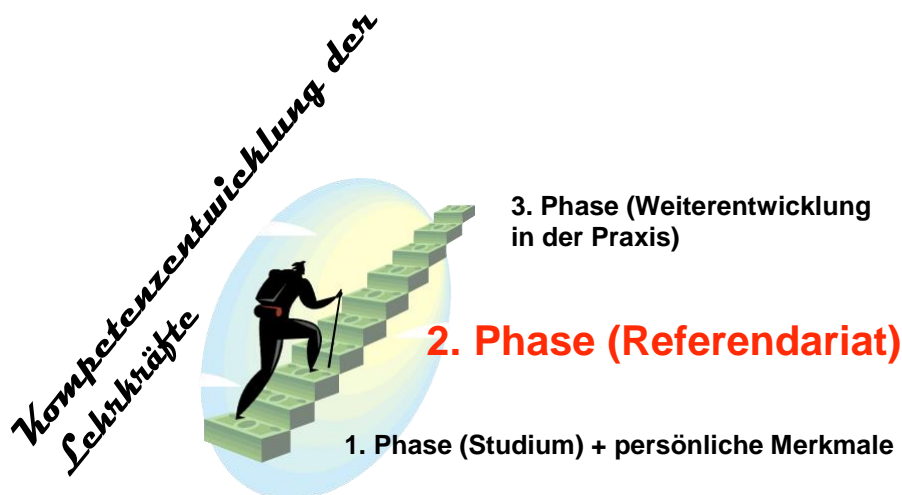 Kompetenzentwicklung der
Lehrkräfte
3. Phase (Weiterentwicklung
in der Praxis)
2. Phase (Referendariat)
1. Phase (Studium) + persönliche Merkmale